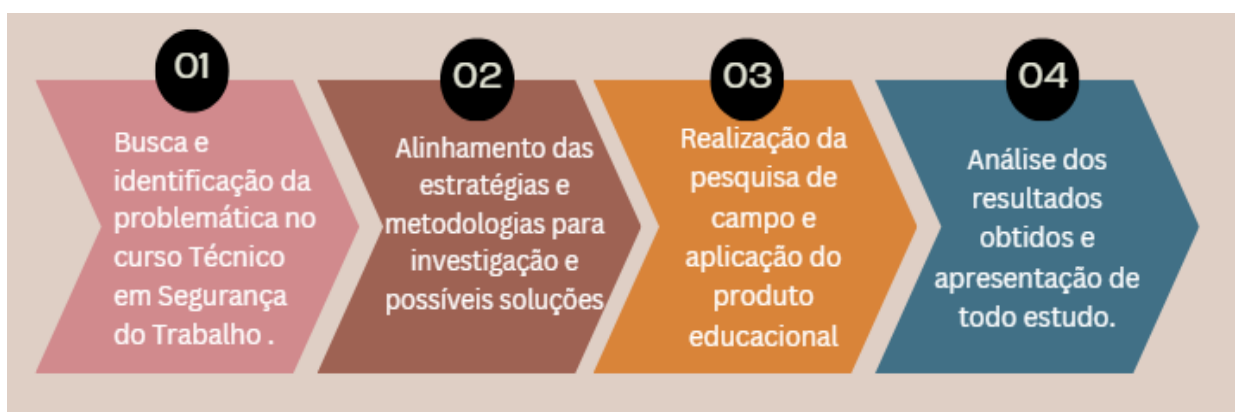 01
Busca e
identificação da
problemática no
curso Técnico
em Segurança
do Trabalho .
02
Alinhamento das
estratégias e
metodologias para
investigação e
possíveis soluções
03
Realização da
pesquisa de
campo e
aplicação do
produto
educacional
04
Análise dos
resultados
obtidos e
apresentação de
todo estudo.